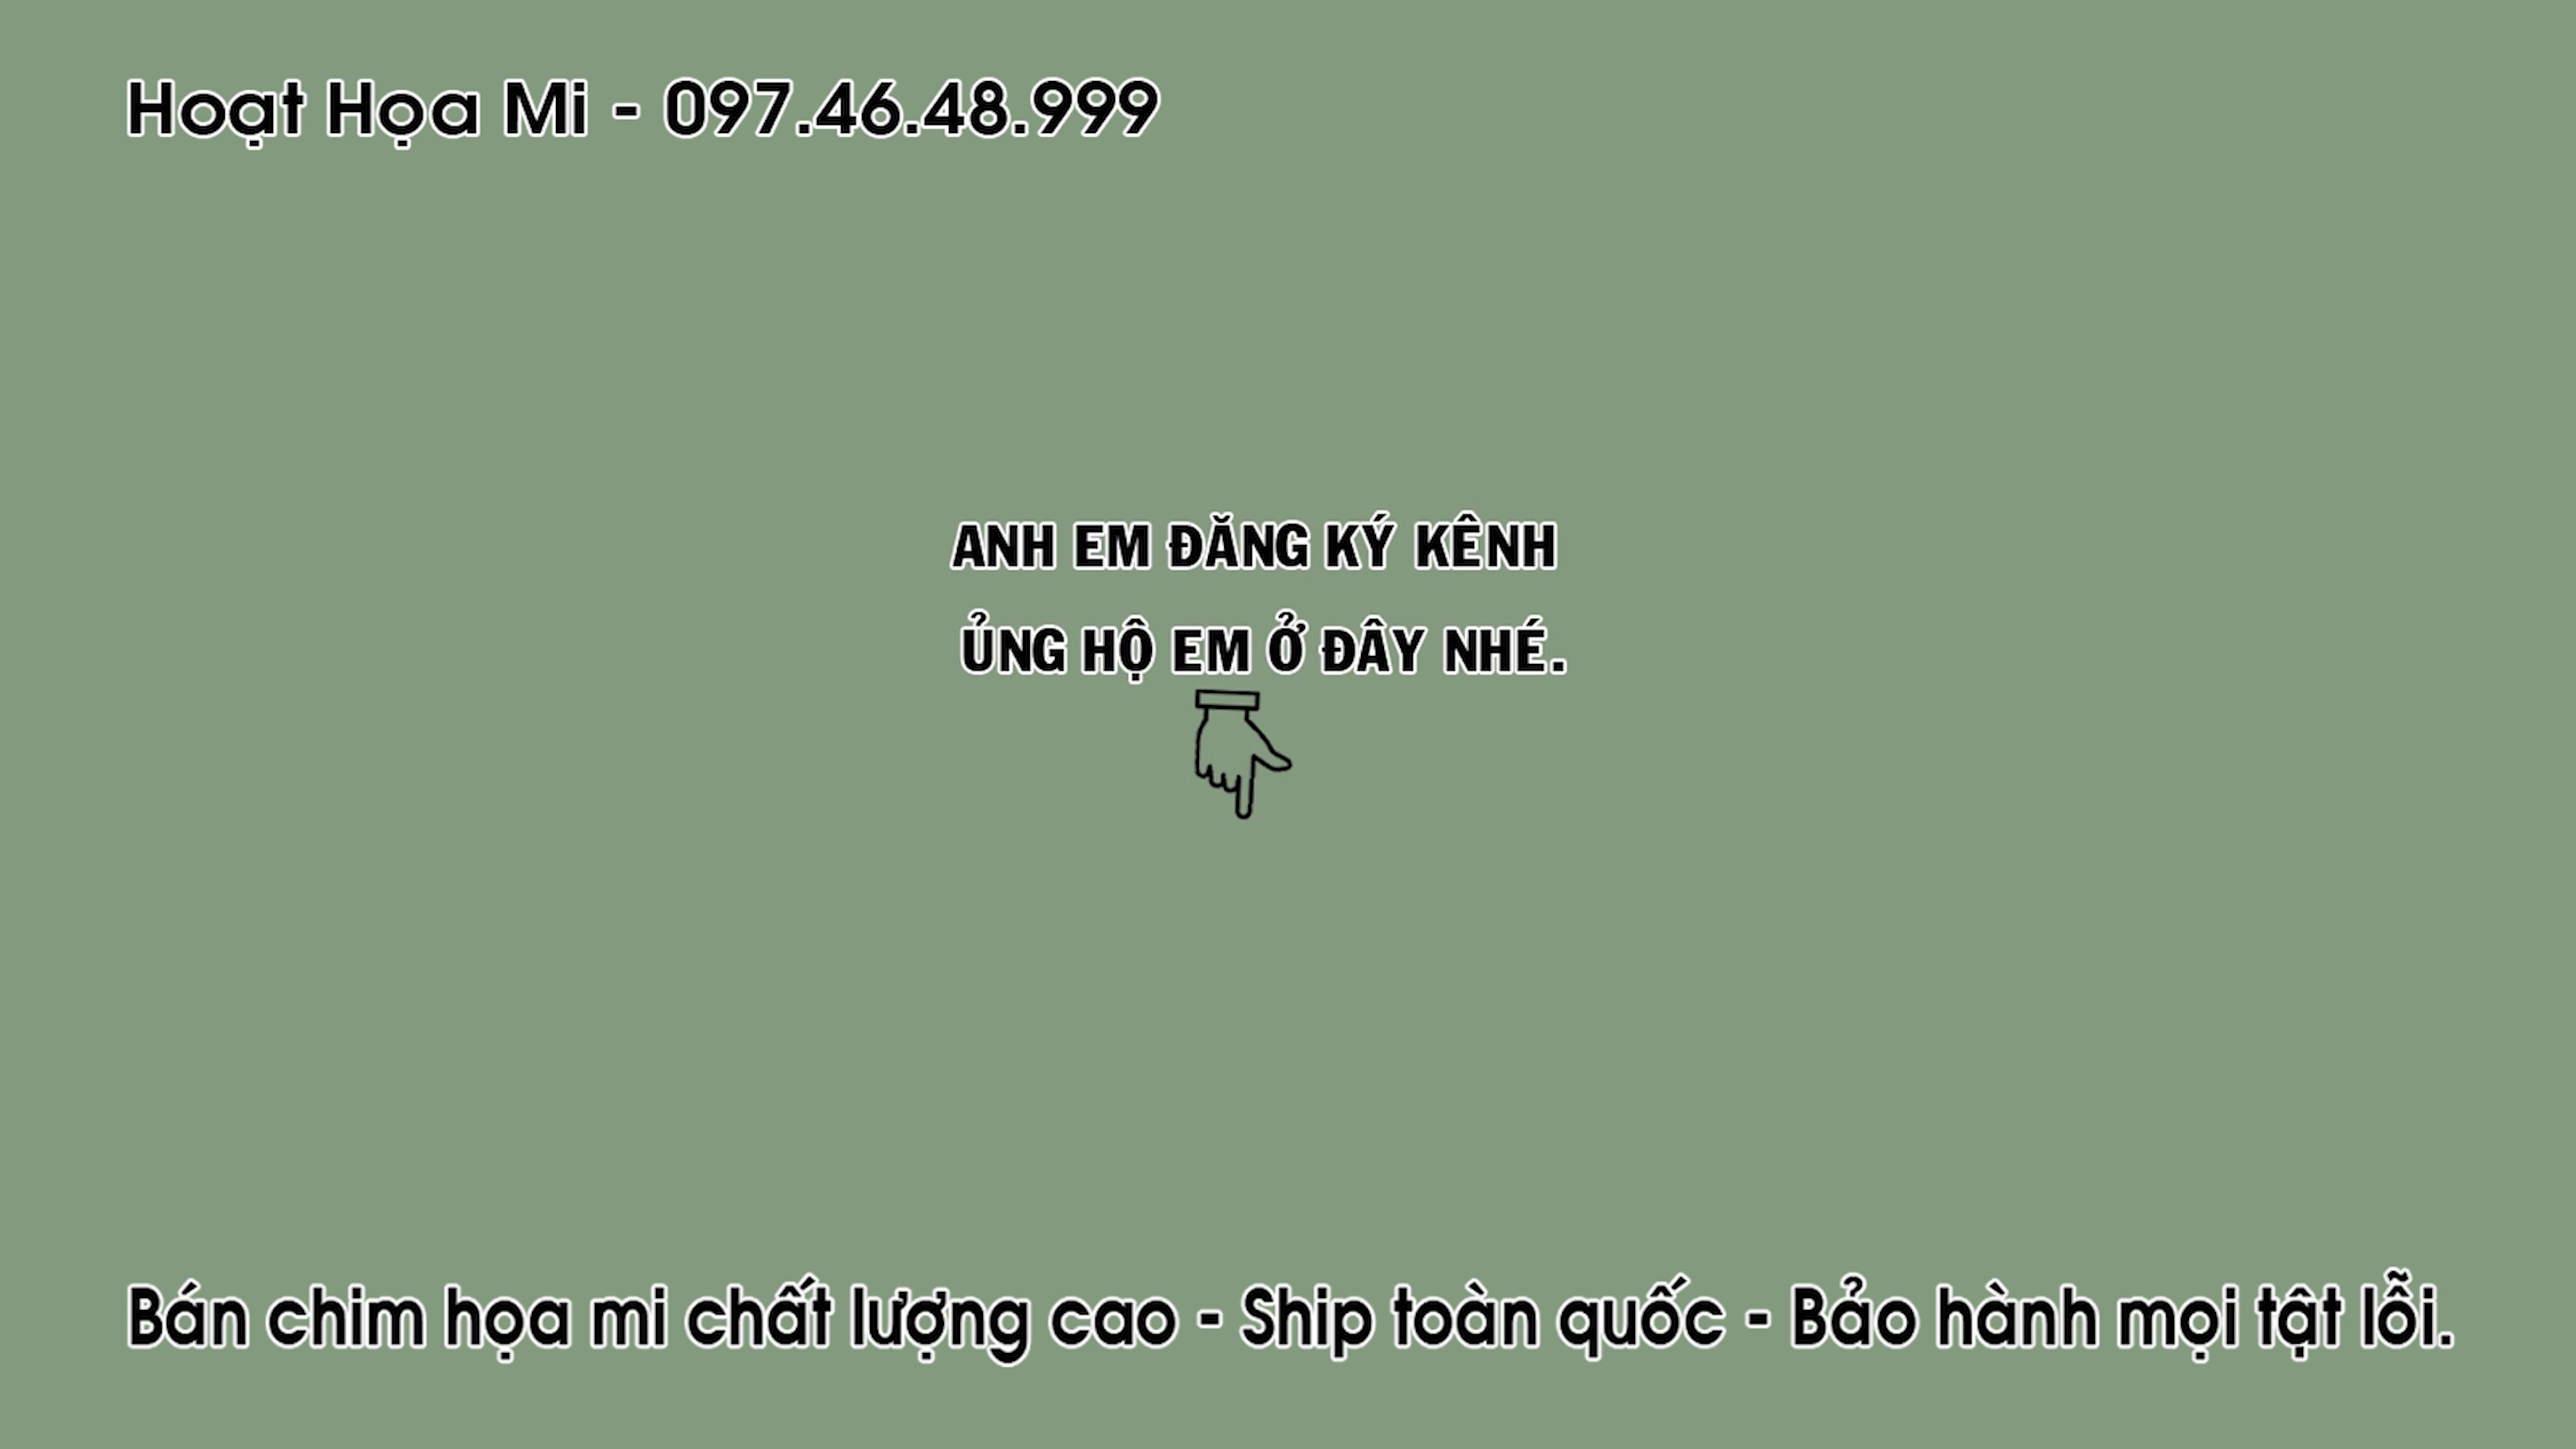 Hoạt Họa Mi - 097.46.48.999
ANH EM ĐĂNG KÝ KÊNH
ỦNG HỘ EM Ở ĐÂY NHÉ.
Bán chim họa mi chất lượng cao - Ship toàn quốc - Bảo hành mọi tật lỗi.